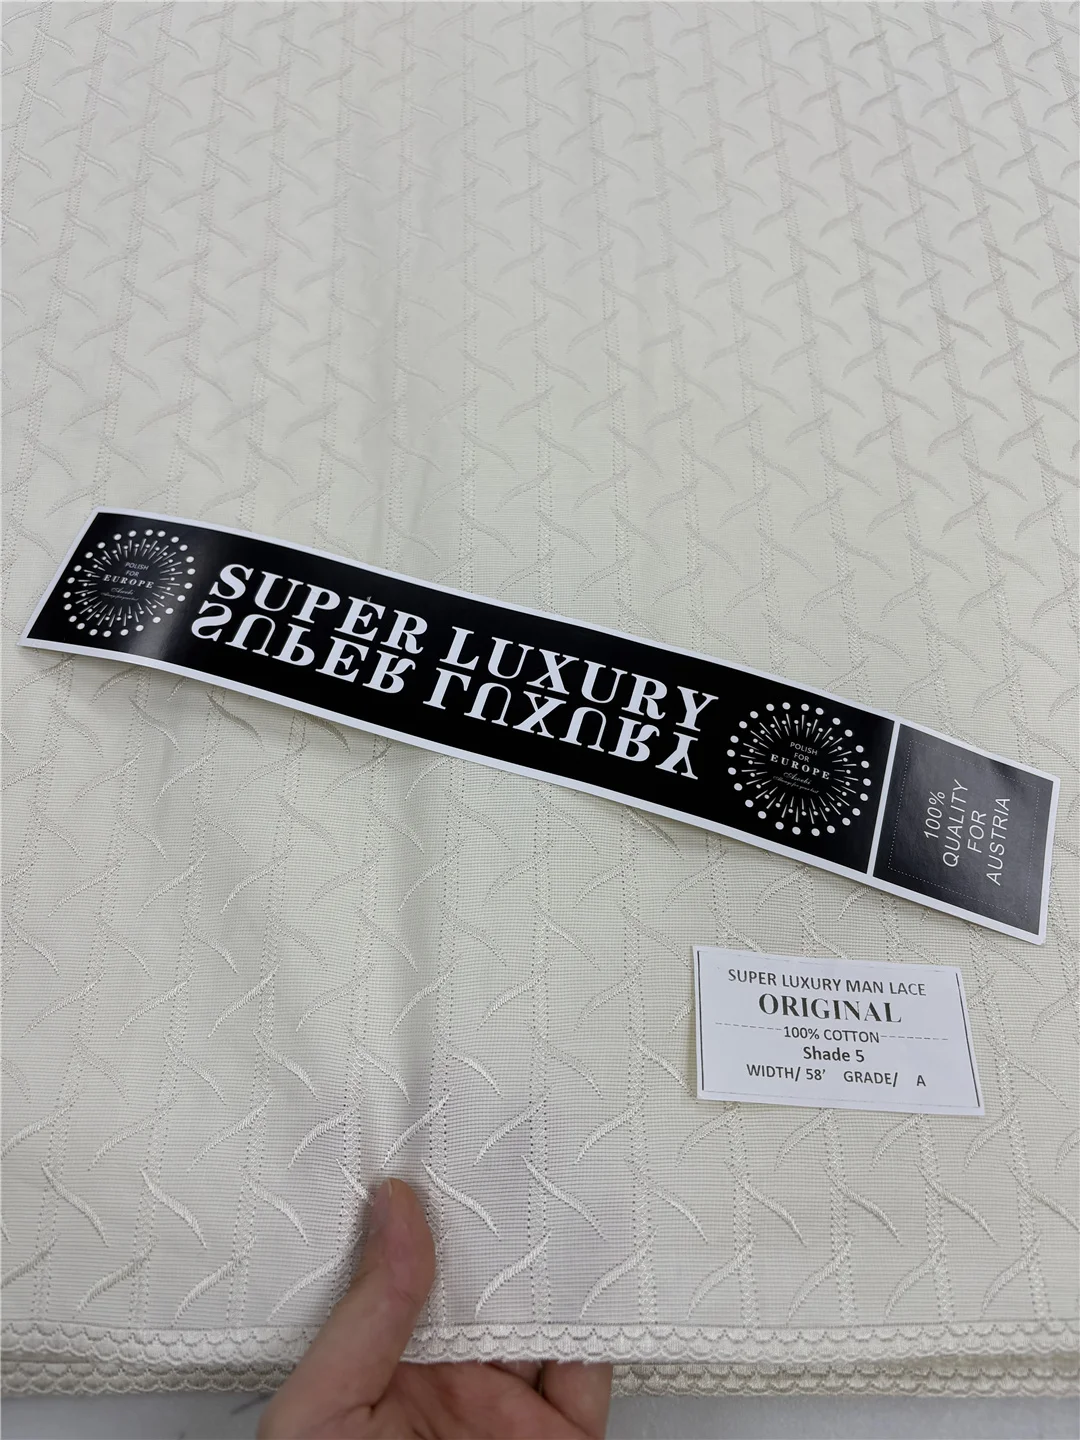 POLISH
FOR
EUROPE
SUPER LUXURY
SUPER LUXURY
POLISH
FOR
EUROPE
100%
QUALITY
FOR
AUSTRIA
SUPER LUXURY MAN LACE
ORIGINAL
--------100% COTTON--------
Shade 5
WIDTH/ 58' GRADE/ A